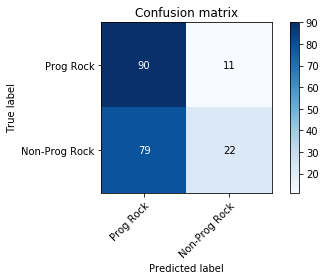 Confusion matrix
True label
Prog Rock
Non-Prog Rock
90
11
79
22
Prog Rock
Non-Prog Rock
Predicted label
90
80
70
60
50
40
30
20